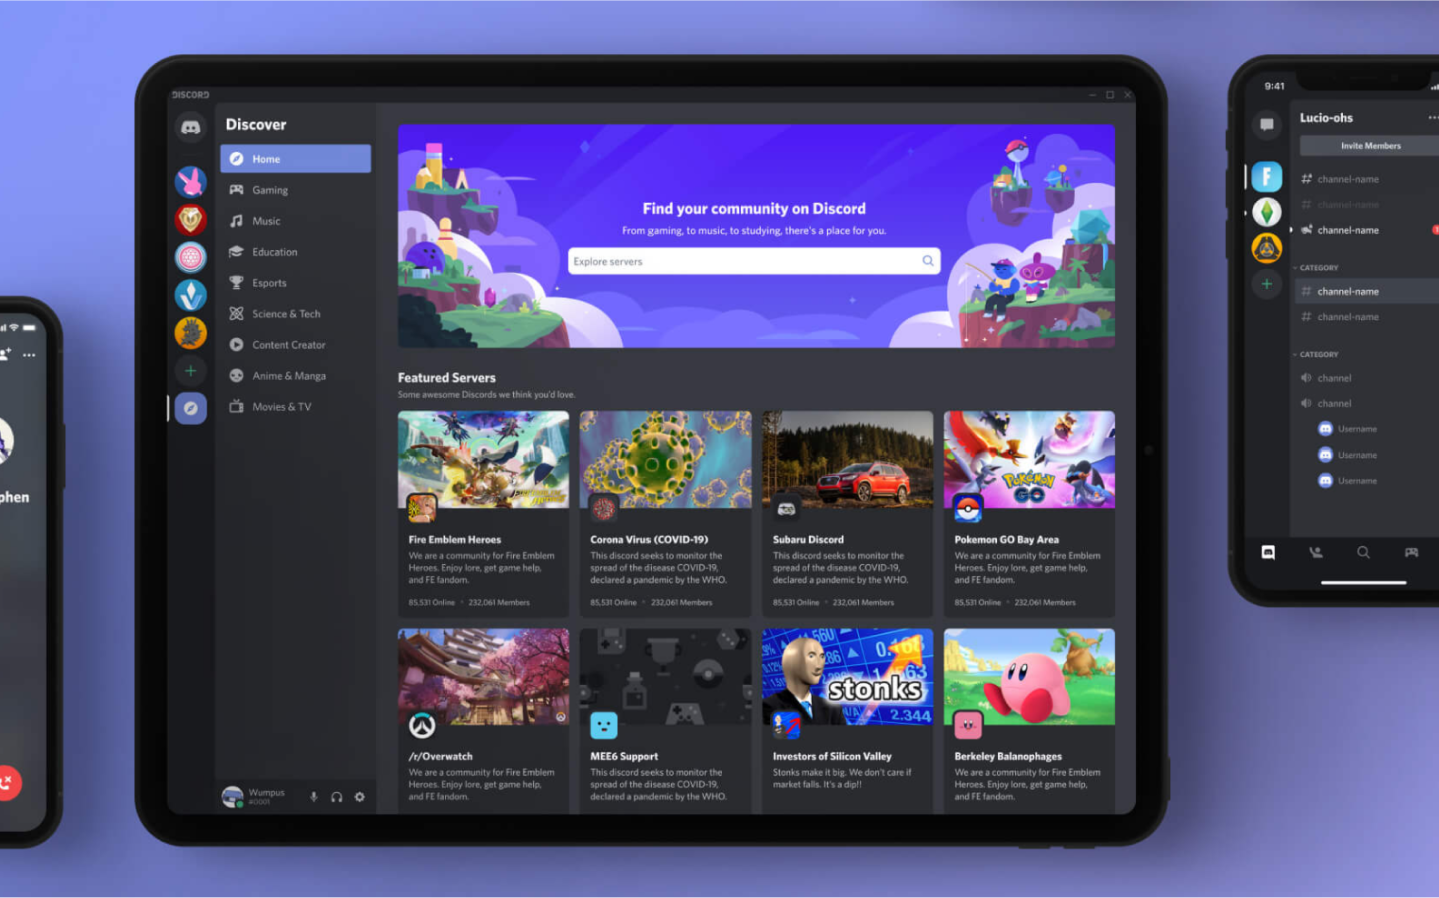 phen
DISCORD
Discover
Home
Gaming
Music
Education
Esports
Science & Tech
Content Creator
Anime & Manga
Movies & TV
Wumpus
#0001
Find your community on Discord
From gaming, to music, to studying, there's a place for you.
Explore servers
Featured Servers
Some awesome Discords we think you'd love.
Fire Emblem Heroes
We are a community for Fire Emblem
Heroes. Enjoy lore, get game help,
and FE fandom.
85,531 Online • 232,061 Members
Corona Virus (COVID-19)
This discord seeks to monitor the
spread of the disease COVID-19,
declared a pandemic by the WHO.
85,531 Online • 232,061 Members
Subaru Discord
This discord seeks to monitor the
spread of the disease COVID-19,
declared a pandemic by the WHO.
85,531 Online • 232,061 Members
POKÉMON
GO
Pokemon GO Bay Area
We are a community for Fire Emblem
Heroes. Enjoy lore, get game help,
and FE fandom.
85,531 Online • 232,061 Members
/r/Overwatch
We are a community for Fire Emblem
Heroes. Enjoy lore, get game help,
and FE fandom.
MEE6 Support
This discord seeks to monitor the
spread of the disease COVID-19,
declared a pandemic by the WHO.
stonks
2.344
Investors of Silicon Valley
Stonks make it big. We don't care if
market falls. It's a dip!!
Berkeley Balanophages
We are a community for Fire Emblem
Heroes. Enjoy lore, get game help,
and FE fandom.
9:41
Lucio-ohs
Invite Members
F
# channel-name
# channel-name
channel-name
CATEGORY
# channel-name
# channel-name
CATEGORY
channel
channel
Username
Username
Username